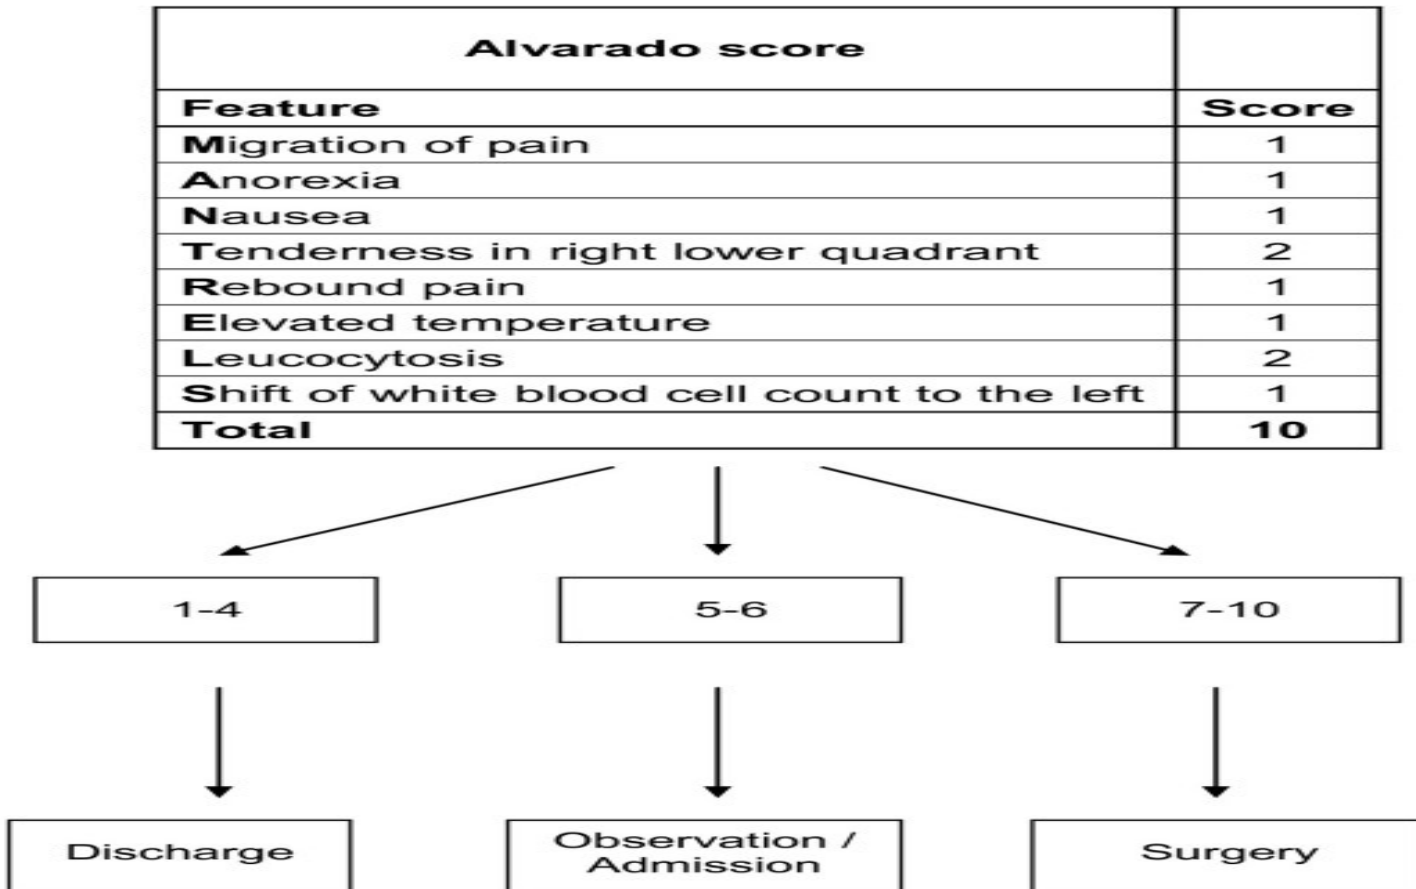 Alvarado score
Feature Score
Migration of pain 1
Anorexia 1
Nausea 1
Tenderness in right lower quadrant 2
Rebound pain 1
Elevated temperature 1
Leucocytosis 2
Shift of white blood cell count to the left 1
Total 10
1-4 5-6 7-10
Discharge Observation / Surgery
Admission